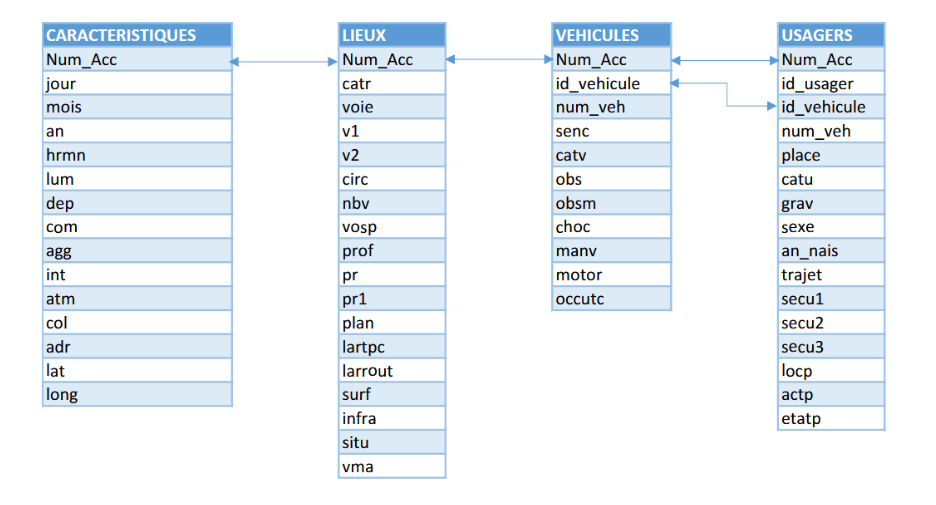 CARACTERISTIQUES
Num_Acc
jour
mois
an
hrmn
lum
dep
com
agg
int
atm
col
adr
lat
long
LIEUX
Num_Acc
catr
voie
v1
v2
circ
nbv
vosp
prof
pr
pr1
plan
lartpc
larrout
surf
infra
situ
vma
VEHICULES
Num_Acc
id_vehicule
num_veh
senc
catv
obs
obsm
choc
manv
motor
occutc
USAGERS
Num_Acc
id_usager
id_vehicule
num_veh
place
catu
grav
sexe
an_nais
trajet
secu1
secu2
secu3
locp
actp
etatp